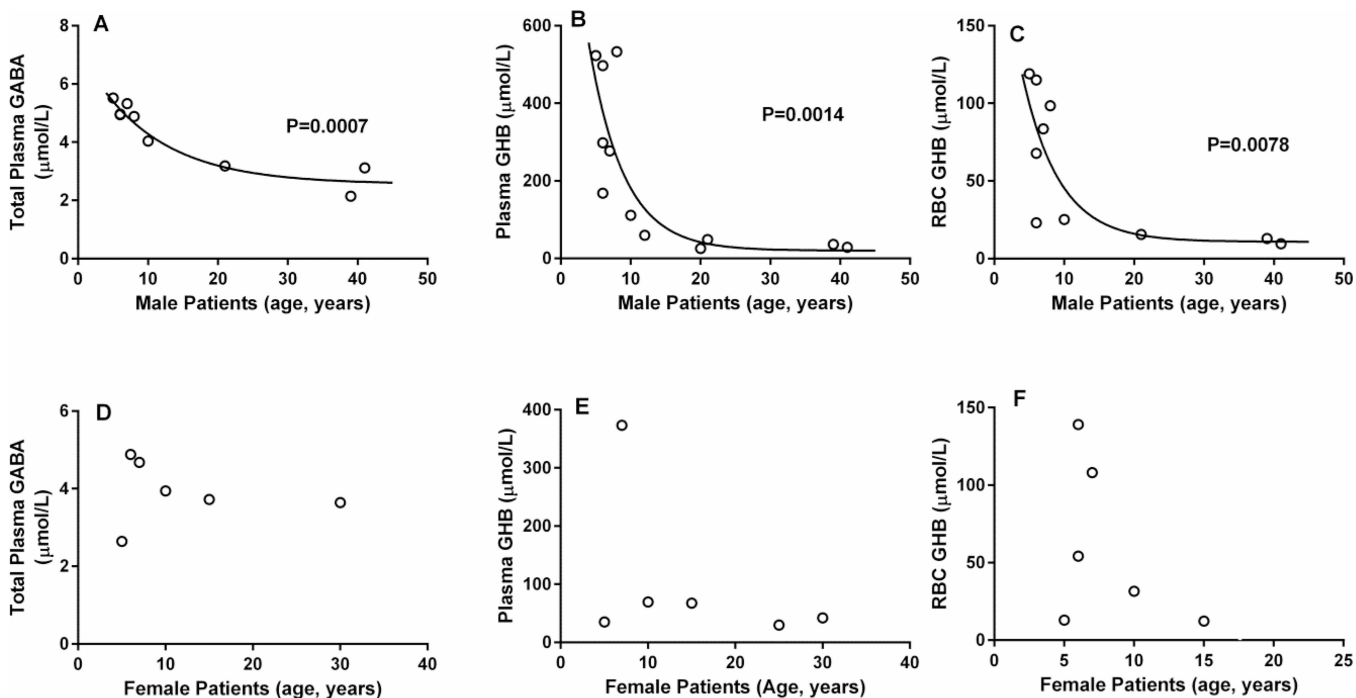 A
Total Plasma GABA
(μmol/L)
8
6
4
2
0
P=0.0007
0 10 20 30 40 50
Male Patients (age, years)
B
Plasma GHB (μmol/L)
600
400
200
0
P=0.0014
0 10 20 30 40 50
Male Patients (age, years)
C
RBC GHB (μmol/L)
150
100
50
0
P=0.0078
0 10 20 30 40 50
Male Patients (age, years)
D
Total Plasma GABA
(μmol/L)
6
4
2
0
0 10 20 30 40
Female Patients (age, years)
E
Plasma GHB (μmol/L)
400
300
200
100
0
0 10 20 30 40
Female Patients (Age, years)
F
RBC GHB (μmol/L)
150
100
50
0
0 5 10 15 20 25
Female Patients (age, years)